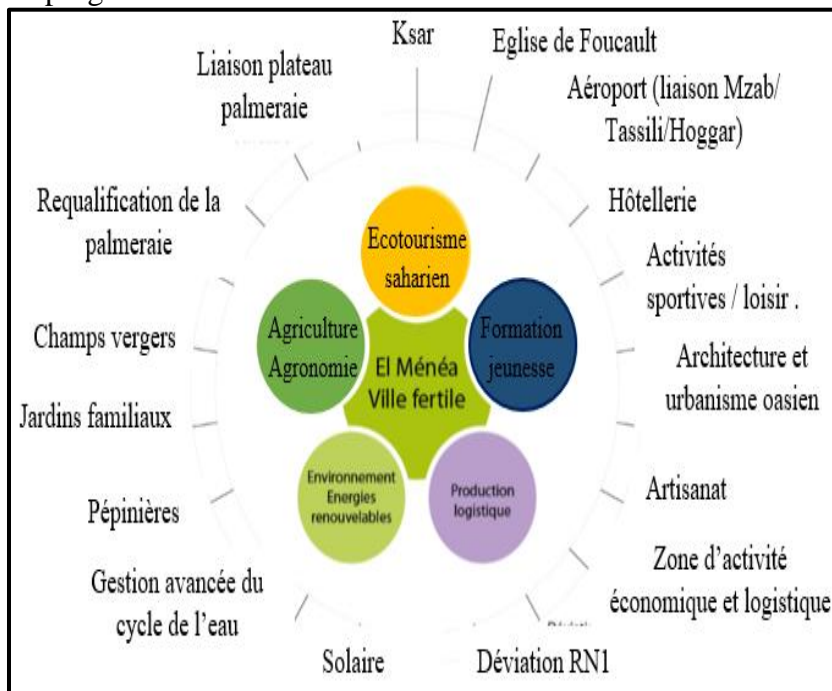 Ksar
Eglise de Foucault
Liaison plateau
palmeraie
Aéroport (liaison Mzab/
Tassili/Hoggar)
Requalification de la
palmeraie
Hôtellerie
Ecotourisme
saharien
Activités
sportives / loisir .
Champs vergers
Agriculture
Agronomie
El Ménéa
Ville fertile
Formation
jeunesse
Architecture et
urbanisme oasien
Jardins familiaux
Environnement
Energies
renouvelables
Production
logistique
Artisanat
Pépinières
Zone d’activité
économique et logistique
Gestion avancée du
cycle de l’eau
Solaire
Déviation RN1